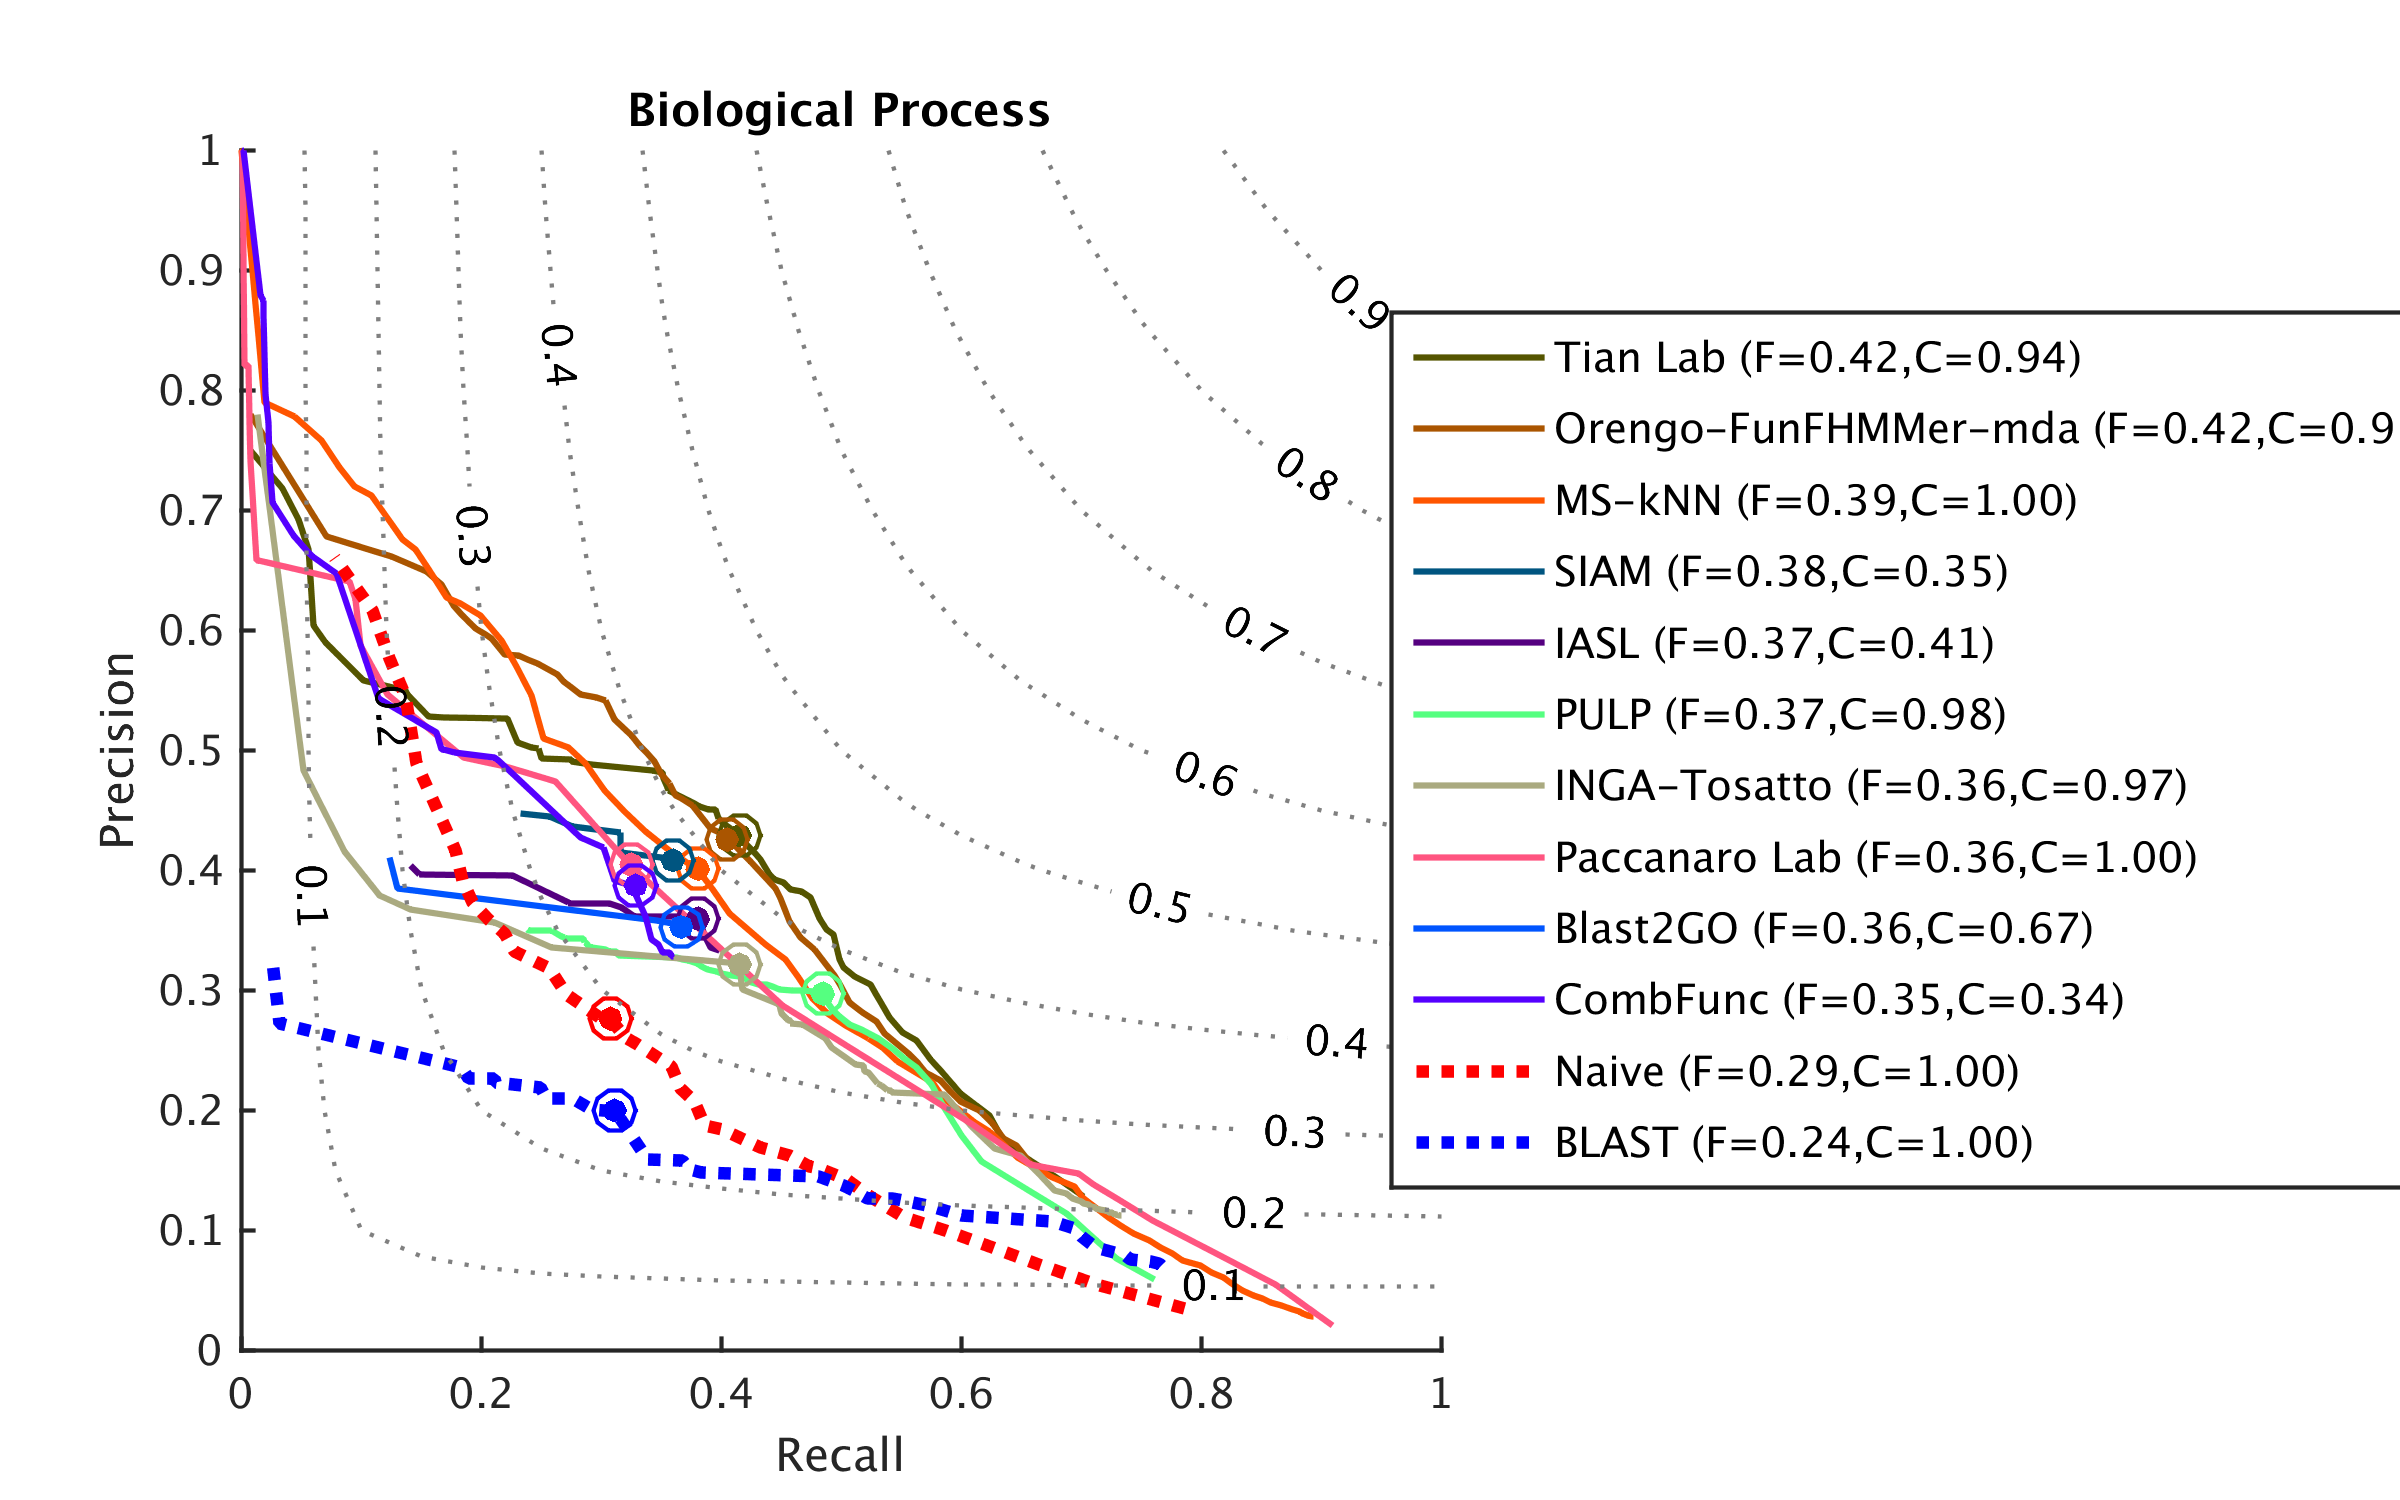 Biological Process
1
0.9
0.8
0.7
0.6
0.5
0.4
0.3
0.2
0.1
0
Precision
0
0.2
0.4
0.6
0.8
1
Recall
0.4
0.3
0.2
0.1
0.9
0.8
0.7
0.6
0.5
0.4
0.3
0.2
0.1
Tian Lab (F=0.42,C=0.94)
Orengo-FunFHMMer-mda (F=0.42,C=0.9
MS-kNN (F=0.39,C=1.00)
SIAM (F=0.38,C=0.35)
IASL (F=0.37,C=0.41)
PULP (F=0.37,C=0.98)
INGA-Tosatto (F=0.36,C=0.97)
Paccanaro Lab (F=0.36,C=1.00)
Blast2GO (F=0.36,C=0.67)
CombFunc (F=0.35,C=0.34)
Naive (F=0.29,C=1.00)
BLAST (F=0.24,C=1.00)